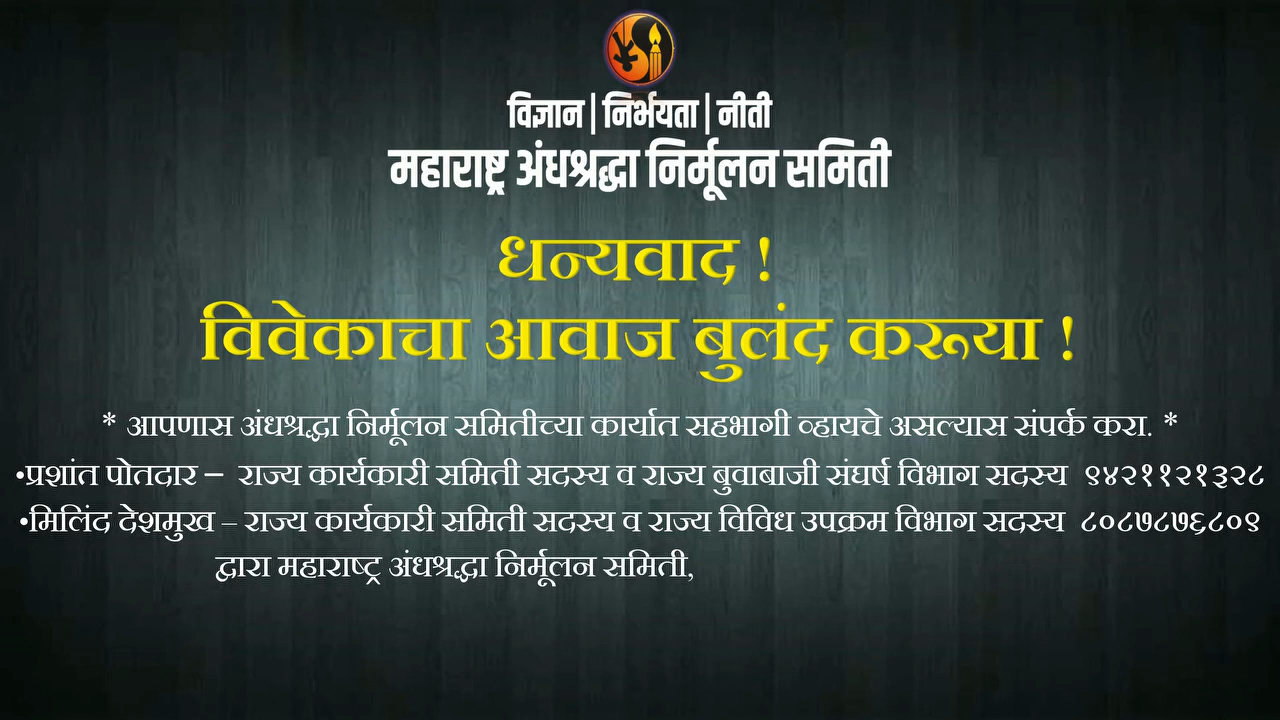 विज्ञान | निर्भयता | नीती
महाराष्ट्र अंधश्रद्धा निर्मूलन समिती
धन्यवाद !
विवेकाचा आवाज बुलंद करूया !
* आपणास अंधश्रद्धा निर्मूलन समितीच्या कार्यात सहभागी व्हायचे असल्यास संपर्क करा. *
•प्रशांत पोतदार – राज्य कार्यकारी समिती सदस्य व राज्य बुवाबाजी संघर्ष विभाग सदस्य ९४२११२१३२८
•मिलिंद देशमुख – राज्य कार्यकारी समिती सदस्य व राज्य विविध उपक्रम विभाग सदस्य ८०८७८७६८०९
द्वारा महाराष्ट्र अंधश्रद्धा निर्मूलन समिती,